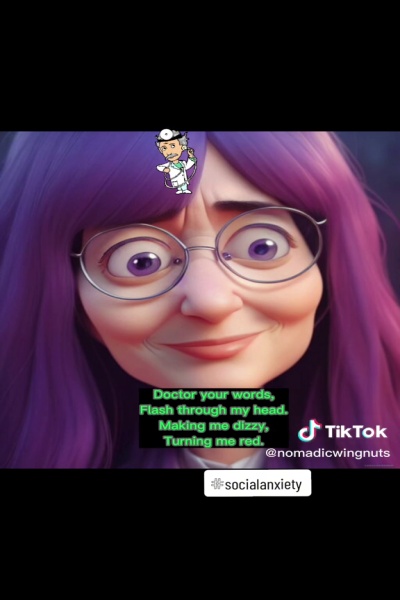 Doctor your words,
Flash through my head.
Making me dizzy,
Turning me red.
TikTok
@nomadicwingnuts
#socialanxiety